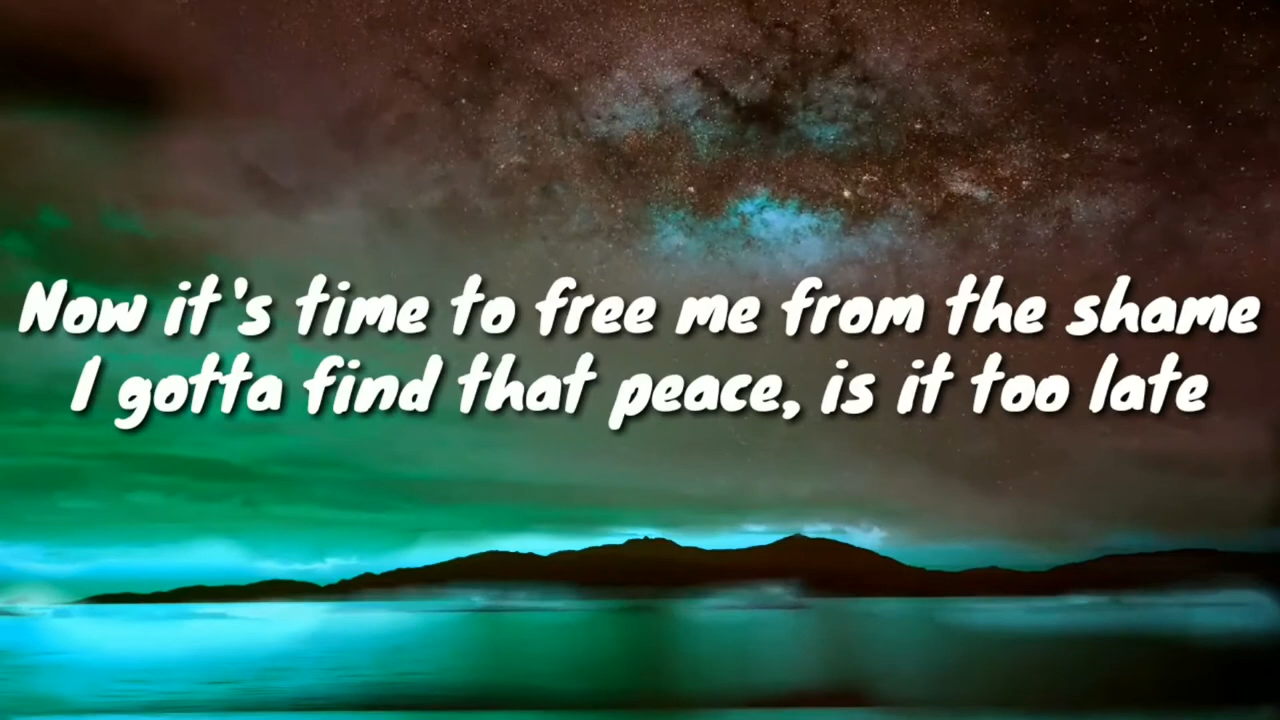 Now it's time to free me from the shame
I gotta find that peace, is it too late